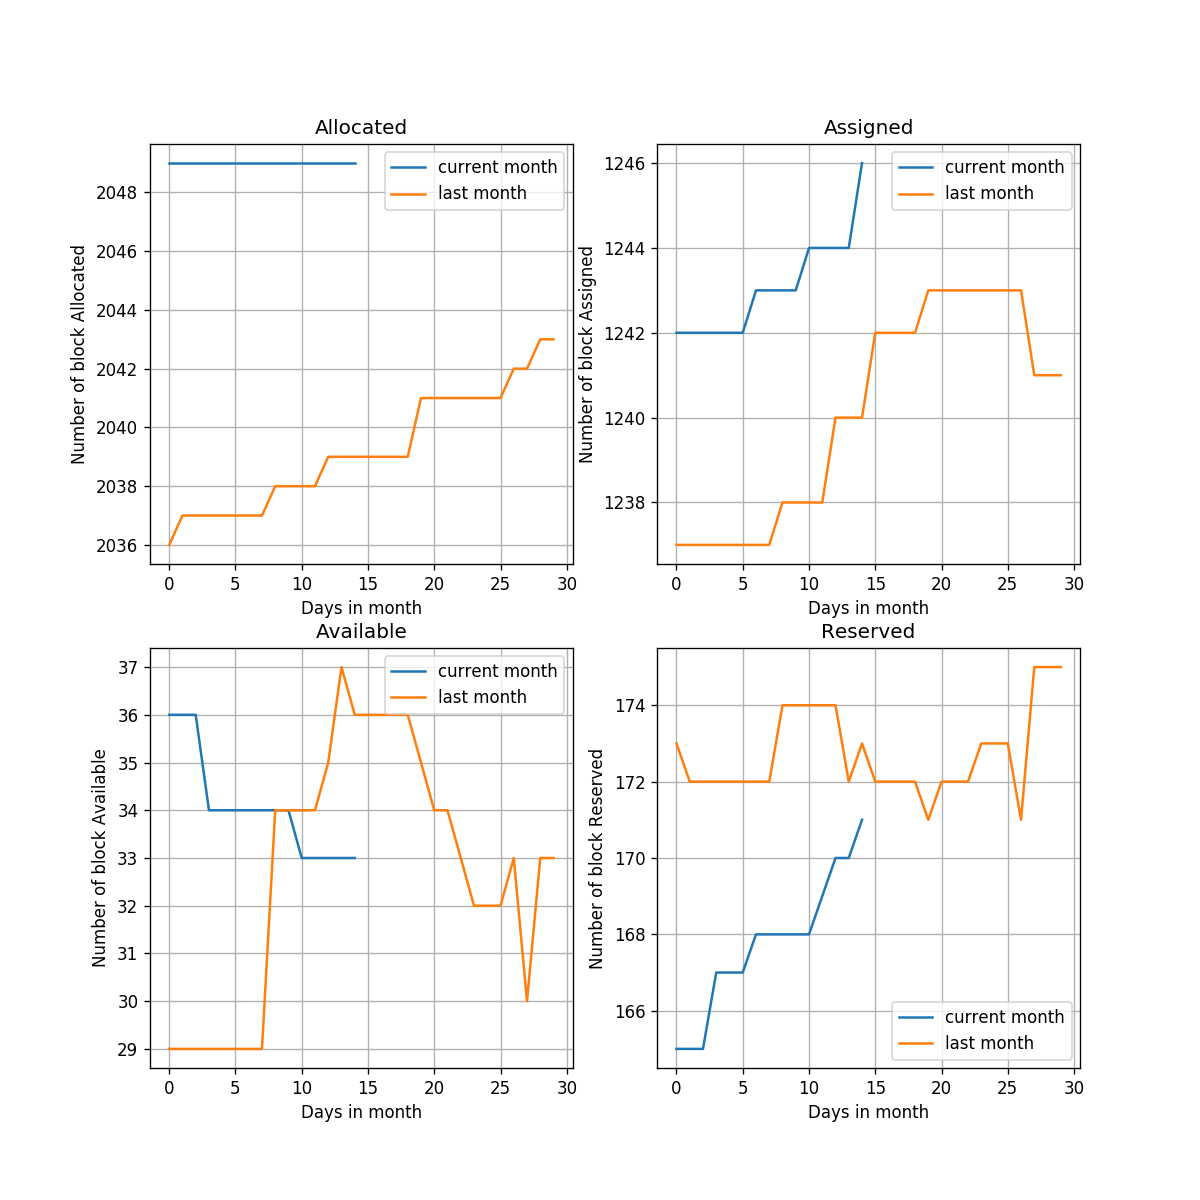 Allocated
Number of block Allocated
2048
2046
2044
2042
2040
2038
2036
current month
last month
0 5 10 15 20 25 30
Days in month
Assigned
Number of block Assigned
1246
1244
1242
1240
1238
current month
last month
0 5 10 15 20 25 30
Days in month
Available
Number of block Available
37
36
35
34
33
32
31
30
29
current month
last month
0 5 10 15 20 25 30
Days in month
Reserved
Number of block Reserved
174
172
170
168
166
current month
last month
0 5 10 15 20 25 30
Days in month